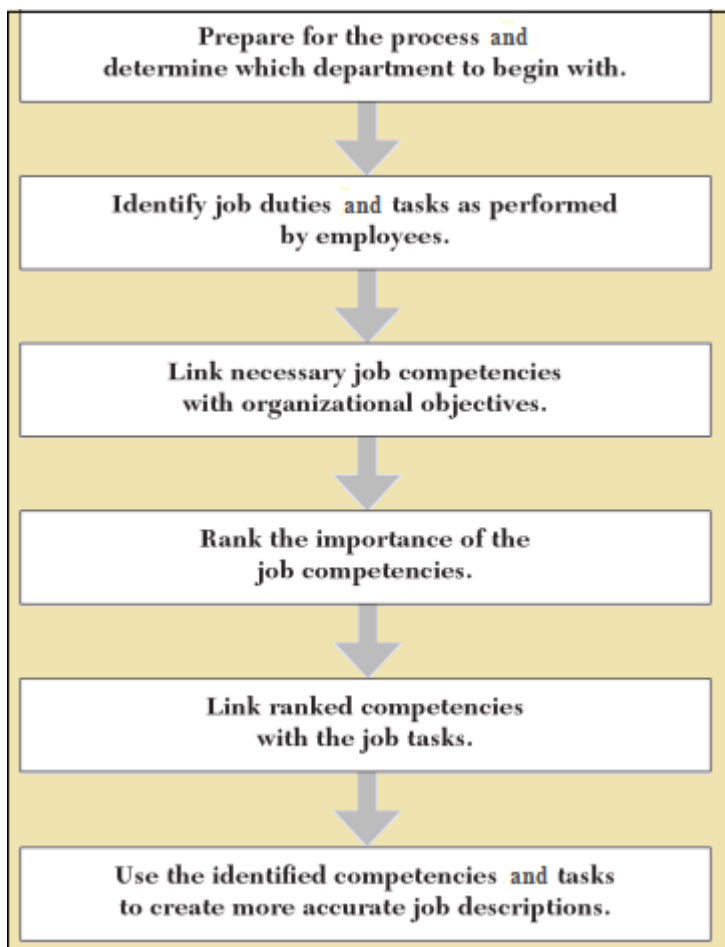 Prepare for the process and
determine which department to begin with.
Identify job duties and tasks as performed
by employees.
Link necessary job competencies
with organizational objectives.
Rank the importance of the
job competencies.
Link ranked competencies
with the job tasks.
Use the identified competencies and tasks
to create more accurate job descriptions.